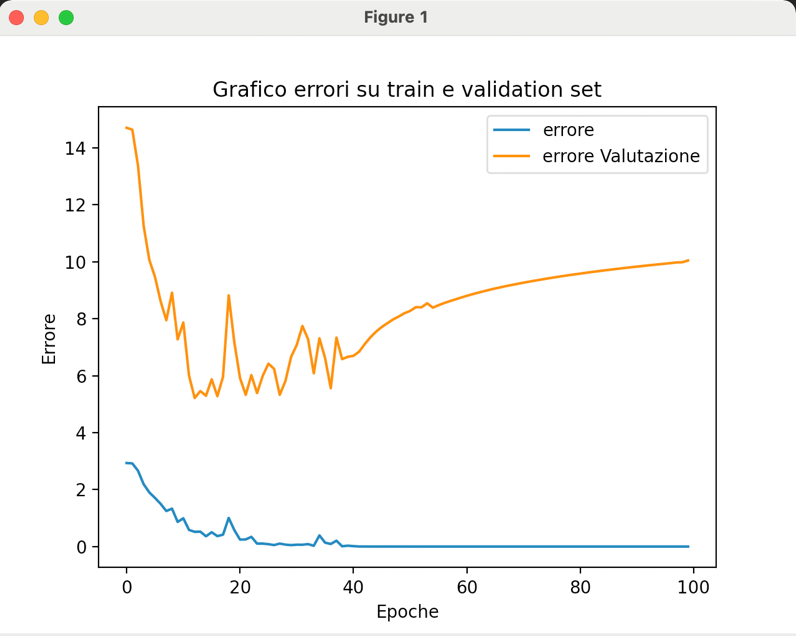 Figure 1
Grafico errori su train e validation set
errore
errore Valutazione
14
12
10
8
6
4
2
0
Errore
0 20 40 60 80 100
Epoche